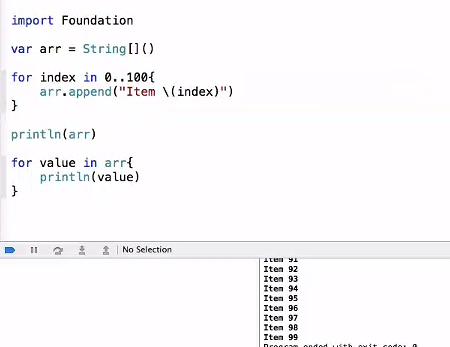 import Foundation
var arr = String[]()
for index in 0..100{
arr.append("Item \(index)")
}
println(arr)
for value in arr{
println(value)
}
No Selection
Item 91
Item 92
Item 93
Item 94
Item 95
Item 96
Item 97
Item 98
Item 99
Program ended with exit code: 0